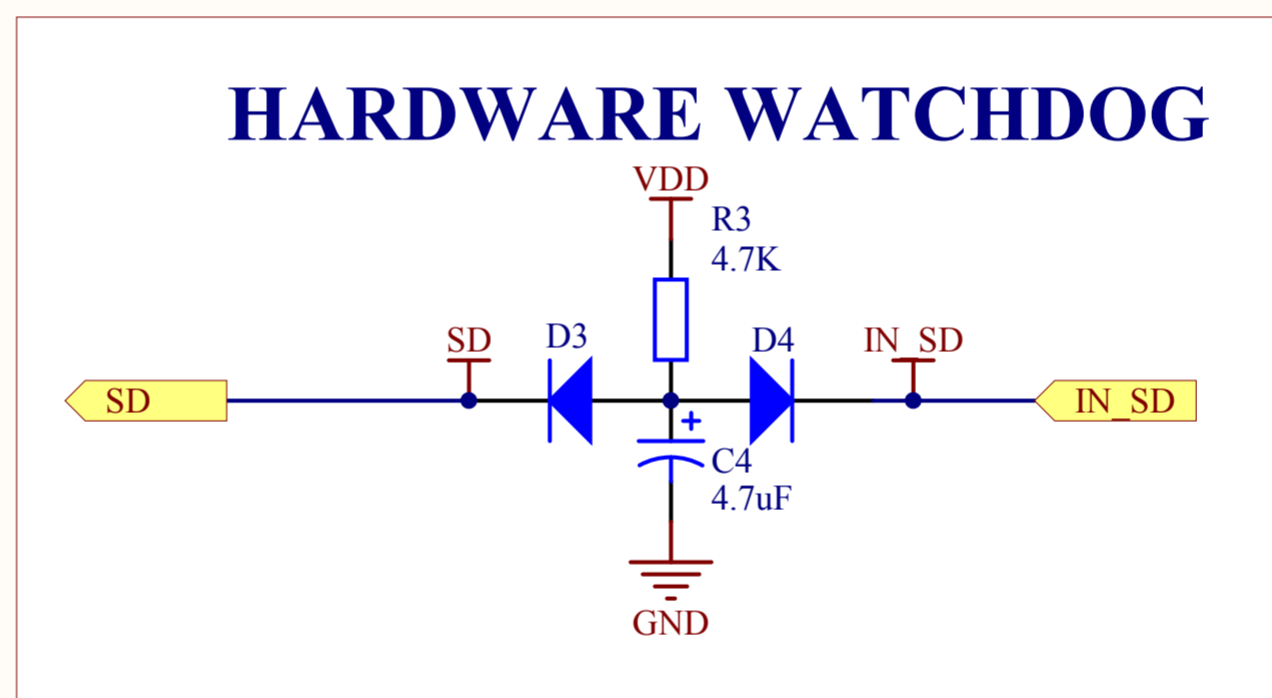 HARDWARE WATCHDOG
VDD
R3
4.7K
SD
D3
D4
IN_SD
SD
IN_SD
+
C4
4.7uF
GND